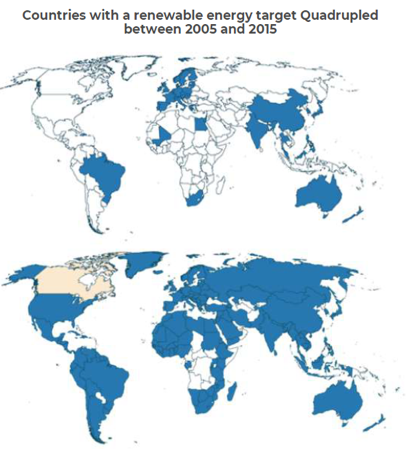 Countries with a renewable energy target Quadrupled
between 2005 and 2015